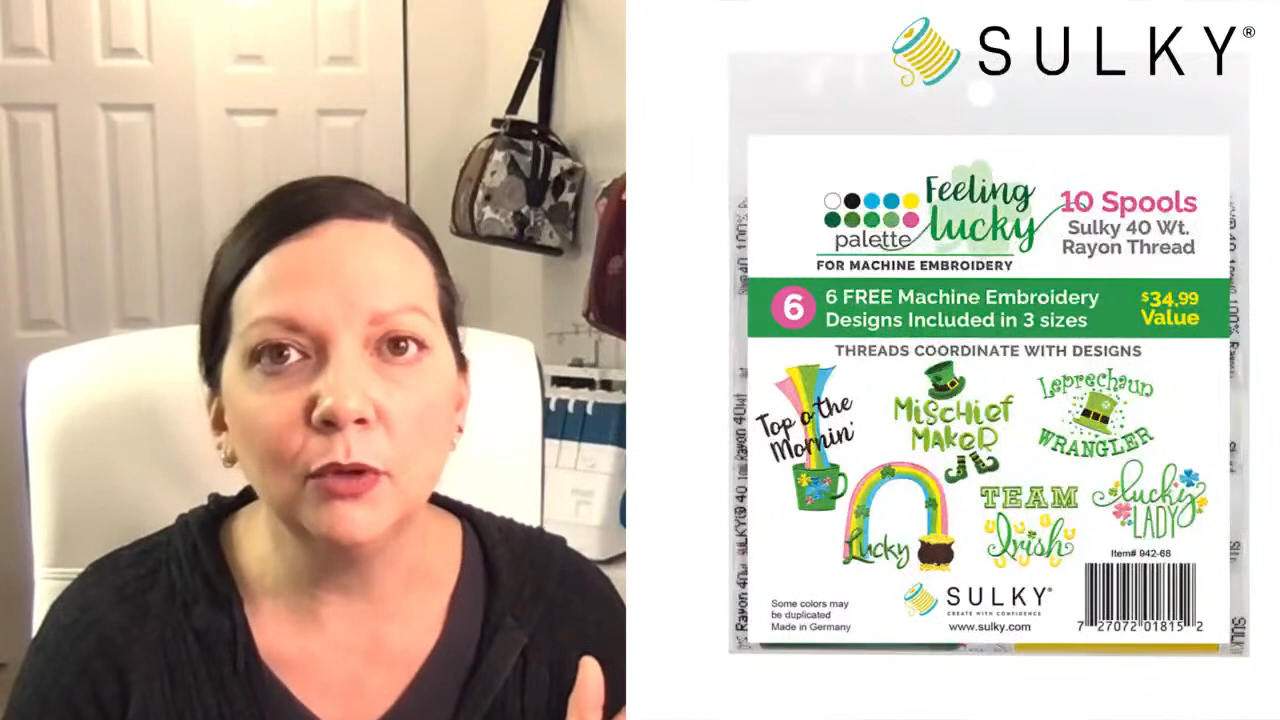 SULKY®
Feeling
lucky
palette
FOR MACHINE EMBROIDERY
10 Spools
Sulky 40 Wt.
Rayon Thread
6
6 FREE Machine Embroidery
Designs Included in 3 sizes
$34.99
Value
THREADS COORDINATE WITH DESIGNS
Top o the
Mornin'
MiSCHieF
MAKeR
Leprechaun
WRANGLER
Lucky
TEAM
Irish
lucky
LADY
Item# 942-68
Some colors may
be duplicated
Made in Germany
SULKY®
CREATE WITH CONFIDENCE
www.sulky.com
7 27072 01815 2